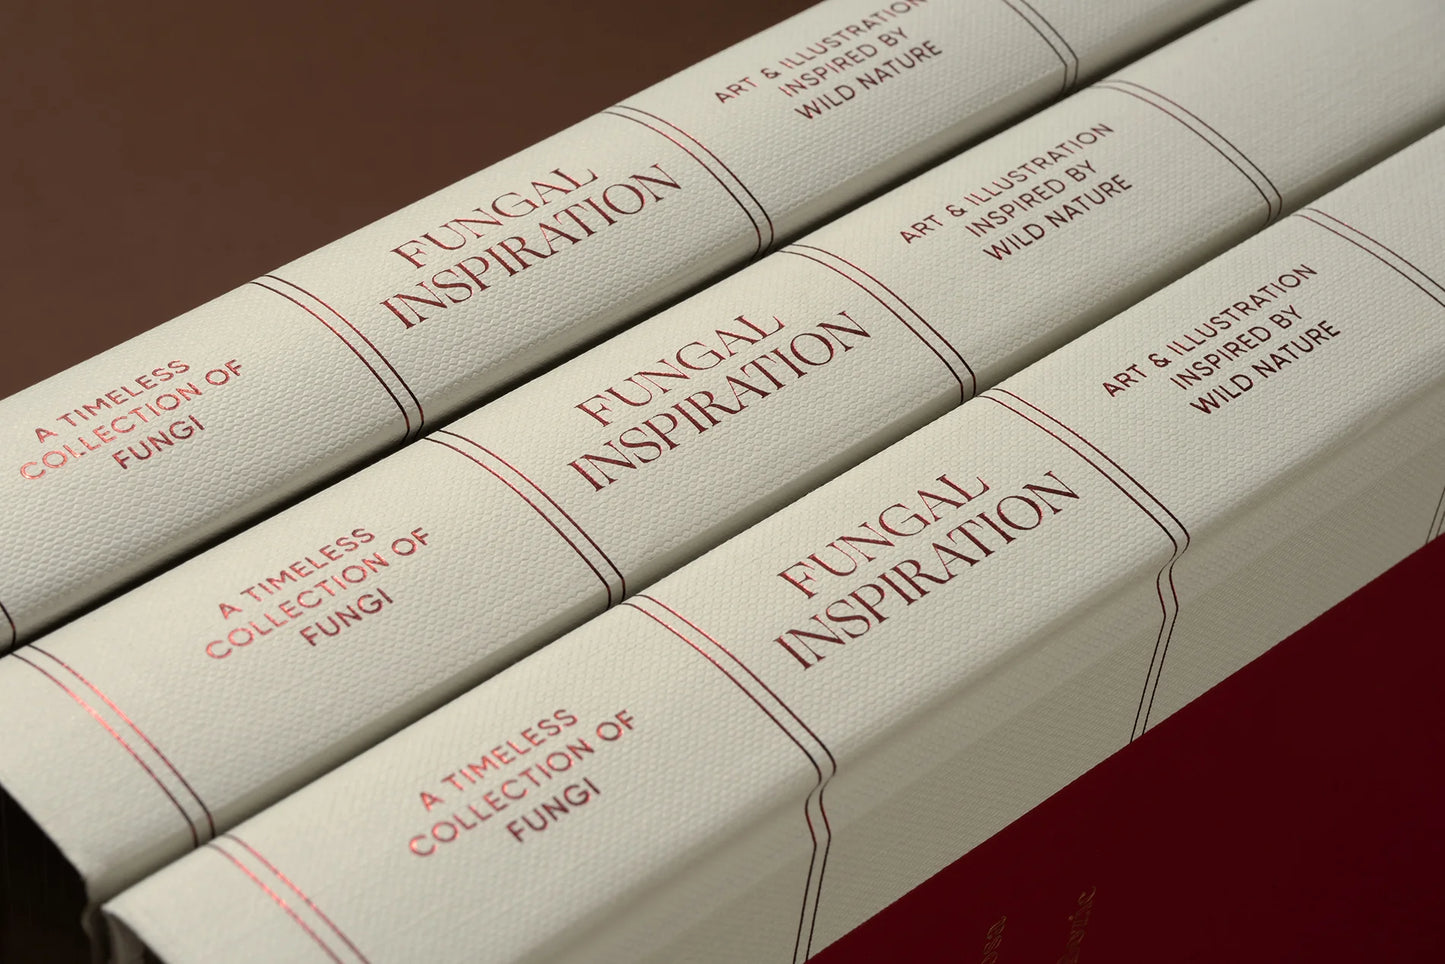 A TIMELESS
COLLECTION OF
FUNGI
FUNGAL
INSPIRATION
ART & ILLUSTRATION
INSPIRED BY
WILD NATURE
A TIMELESS
COLLECTION OF
FUNGI
FUNGAL
INSPIRATION
ART & ILLUSTRATION
INSPIRED BY
WILD NATURE
A TIMELESS
COLLECTION OF
FUNGI
FUNGAL
INSPIRATION
ART & ILLUSTRATION
INSPIRED BY
WILD NATURE